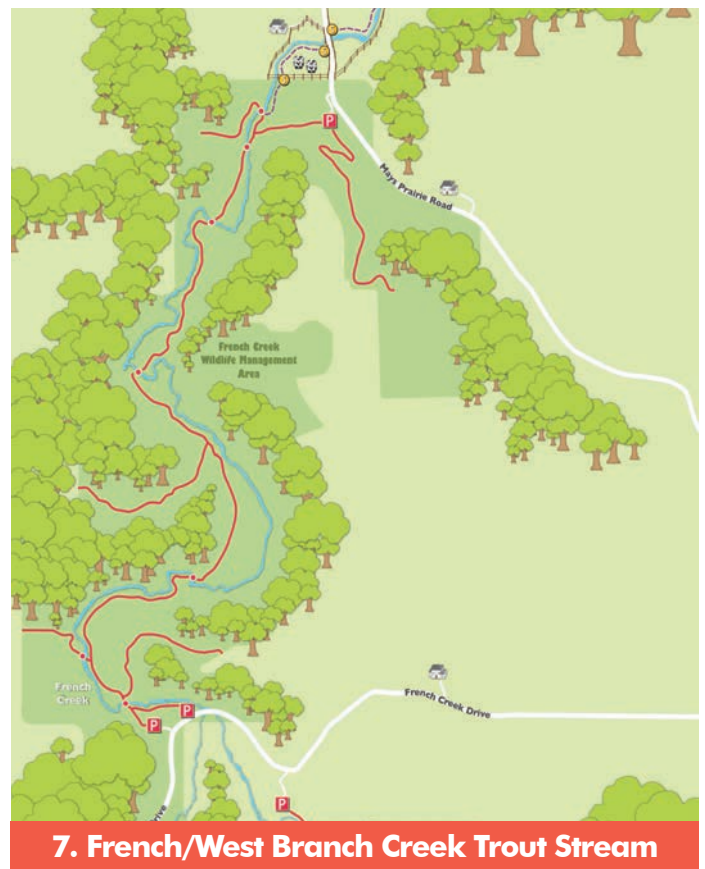 P
Mays Prairie Road
French Creek
Wildlife Management
Area
French
Creek
P
P
French Creek Drive
P
rive
7. French/West Branch Creek Trout Stream